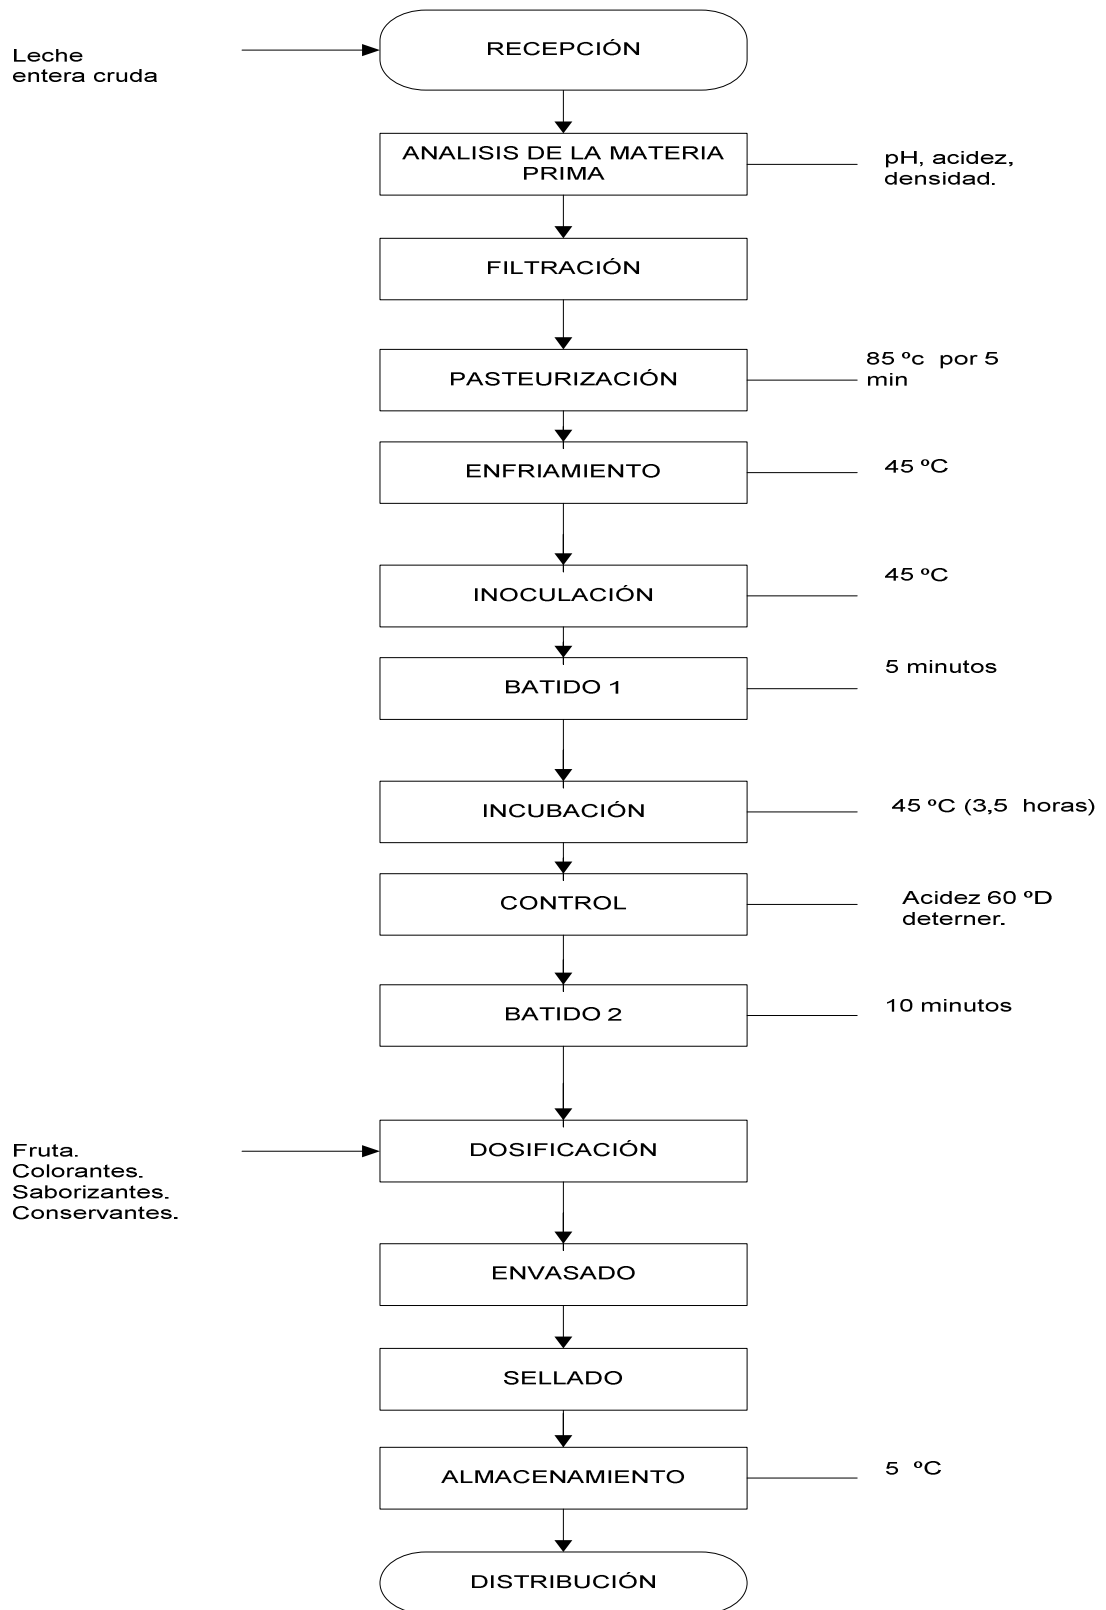 Leche
entera cruda
RECEPCIÓN
ANALISIS DE LA MATERIA
PRIMA
pH, acidez,
densidad.
FILTRACIÓN
PASTEURIZACIÓN
85 ºc por 5
min
ENFRIAMIENTO
45 ºC
INOCULACIÓN
45 ºC
BATIDO 1
5 minutos
INCUBACIÓN
45 ºC (3,5 horas)
CONTROL
Acidez 60 ºD
deterner.
BATIDO 2
10 minutos
Fruta.
Colorantes.
Saborizantes.
Conservantes.
DOSIFICACIÓN
ENVASADO
SELLADO
ALMACENAMIENTO
5 ºC
DISTRIBUCIÓN